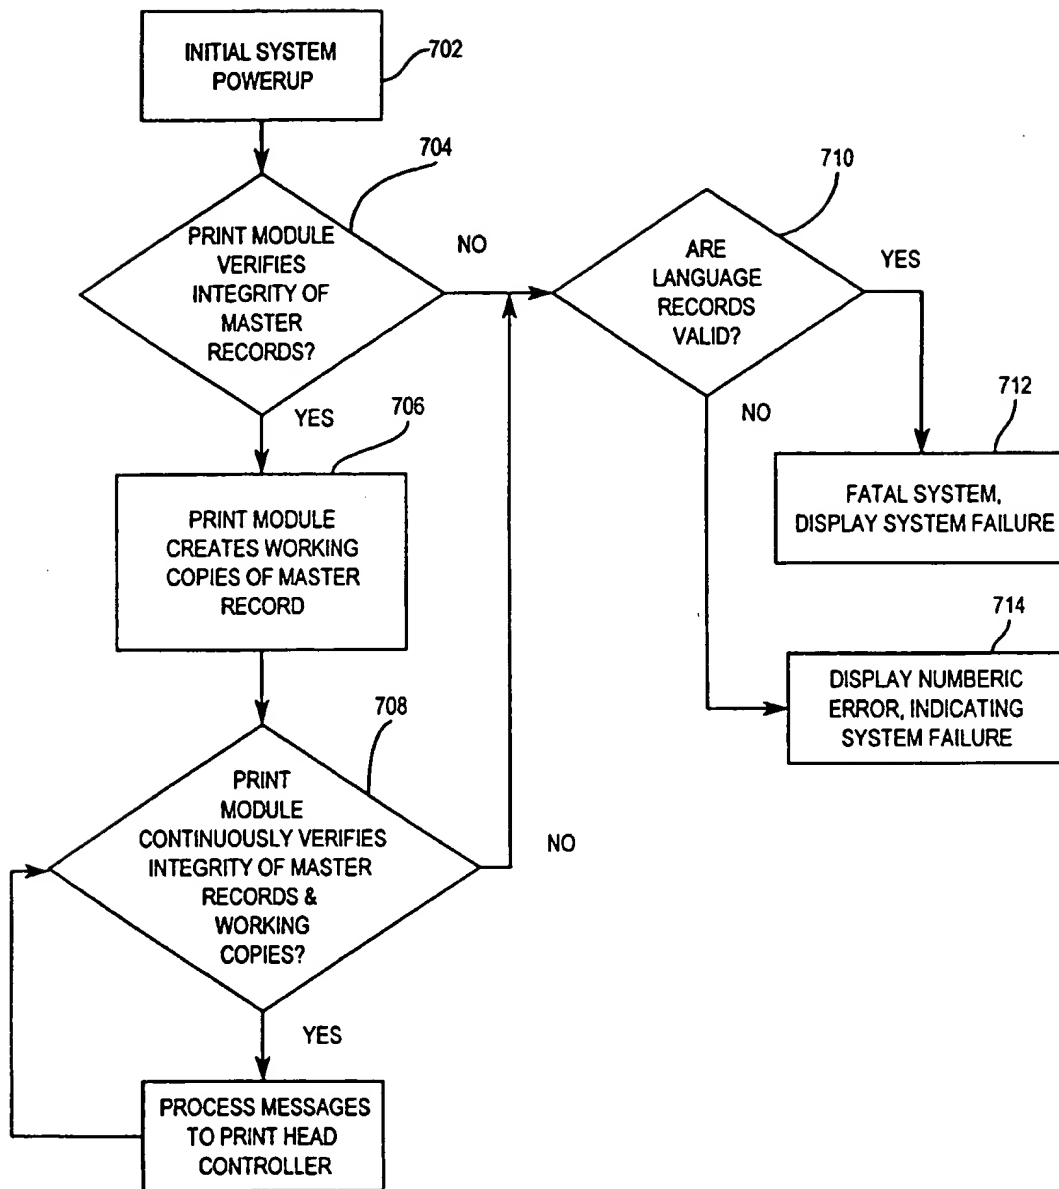 INITIAL SYSTEM
POWERUP
702
704
PRINT MODULE
VERIFIES
INTEGRITY OF
MASTER
RECORDS?
NO
YES
706
PRINT MODULE
CREATES WORKING
COPIES OF MASTER
RECORD
708
PRINT
MODULE
CONTINUOUSLY VERIFIES
INTEGRITY OF MASTER
RECORDS &
WORKING
COPIES?
NO
YES
PROCESS MESSAGES
TO PRINT HEAD
CONTROLLER
710
ARE
LANGUAGE
RECORDS
VALID?
YES
NO
712
FATAL SYSTEM,
DISPLAY SYSTEM FAILURE
714
DISPLAY NUMBERIC
ERROR, INDICATING
SYSTEM FAILURE